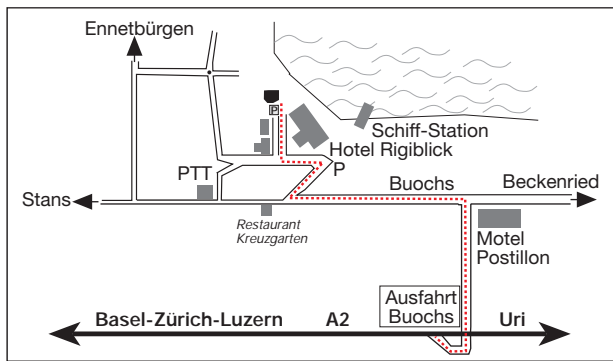 Ennetbürgen
P
Schiff-Station
Hotel Rigiblick
P
PTT
Buochs
Beckenried
Stans
Restaurant
Kreuzgarten
Motel
Postillon
Ausfahrt
Buochs
Basel-Zürich-Luzern
A2
Uri